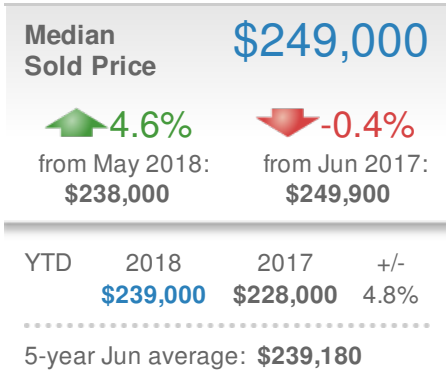 Median
Sold Price
$249,000
4.6%
from May 2018:
$238,000
-0.4%
from Jun 2017:
$249,900
YTD 2018 2017 +/-
$239,000 $228,000 4.8%
5-year Jun average: $239,180